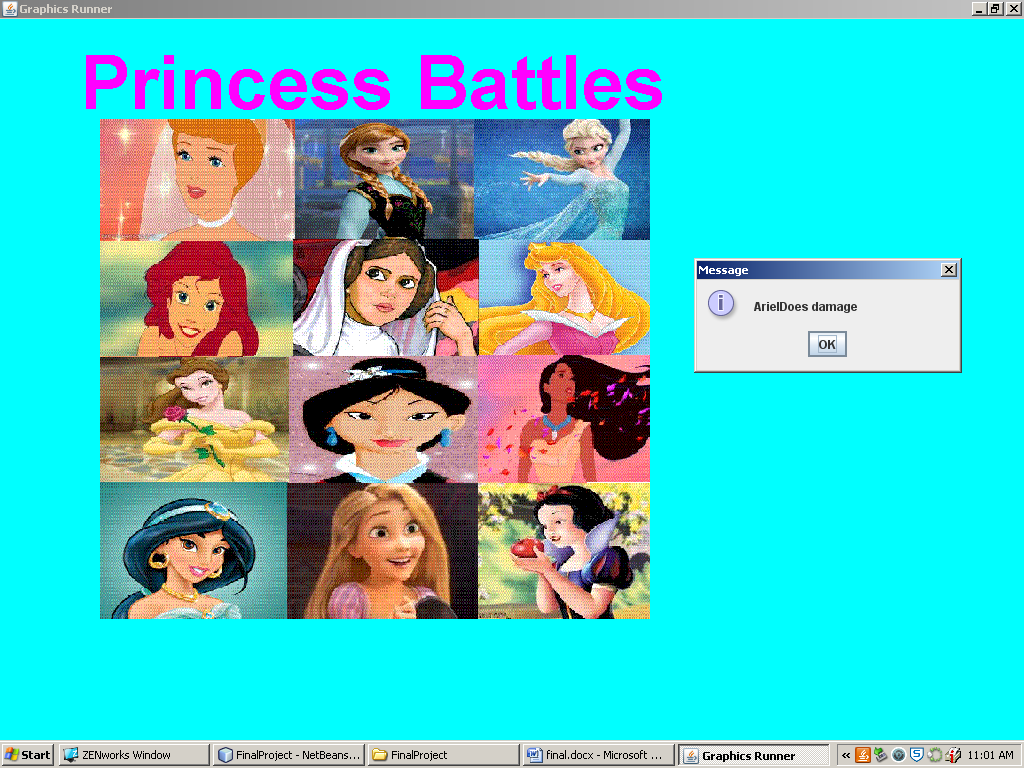 Graphics Runner
Princess Battles
Message
ArielDoes damage
OK
Start
ZENworks Window
FinalProject - NetBeans...
FinalProject
final.docx - Microsoft ...
Graphics Runner
«
11:01 AM